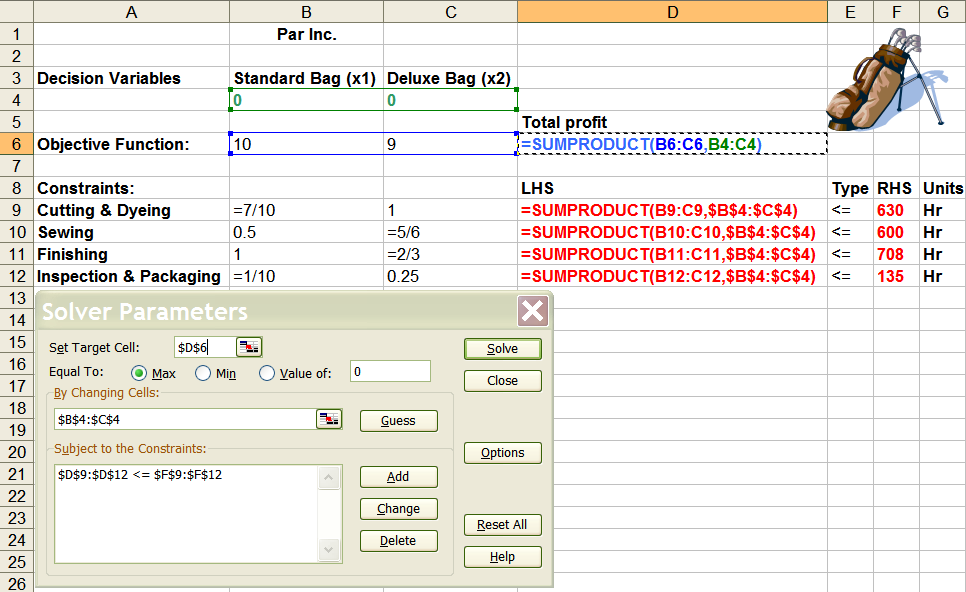 A B C D E F G
1 Par Inc.
2
3 Decision Variables Standard Bag (x1) Deluxe Bag (x2)
4 0 0
5 Total profit
6 Objective Function: 10 9 =SUMPRODUCT(B6:C6,B4:C4)
7
8 Constraints: LHS Type RHS Units
9 Cutting & Dyeing =7/10 1 =SUMPRODUCT(B9:C9,$B$4:$C$4) <= 630 Hr
10 Sewing 0.5 =5/6 =SUMPRODUCT(B10:C10,$B$4:$C$4) <= 600 Hr
11 Finishing 1 =2/3 =SUMPRODUCT(B11:C11,$B$4:$C$4) <= 708 Hr
12 Inspection & Packaging =1/10 0.25 =SUMPRODUCT(B12:C12,$B$4:$C$4) <= 135 Hr
13
14 Solver Parameters
15 Set Target Cell: $D$6 Solve
16 Equal To: Max Min Value of: 0
17 By Changing Cells: Close
18 $B$4:$C$4 Guess
19
20 Subject to the Constraints: Options
21 $D$9:$D$12 <= $F$9:$F$12 Add
22 Change
23 Reset All
24 Delete
25 Help
26